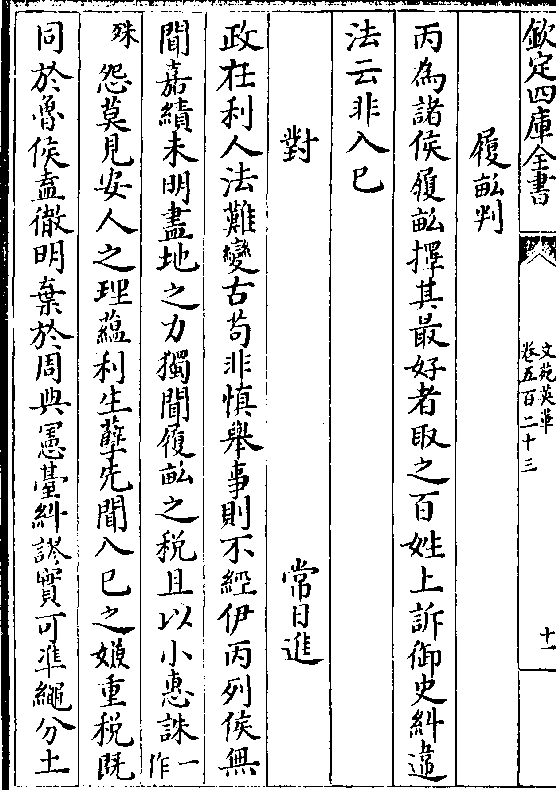 欽定四庫全書
文苑英華
卷五百二十三
十一
履畝判
丙為諸侯履畝擇其最好者取之百姓上訴御史糾違
法云非入已
對
常日進
政在利人法難變古苟非慎舉事則不經伊丙列侯無
聞嘉績未明盡地之力獨聞履畝之税且以小惠誅一作
殊怨莫見安人之理蘊利生孽先聞入已之嫌重税既
同於魯侯盍徹明棄於周典憲臺糾謬實可準繩分土